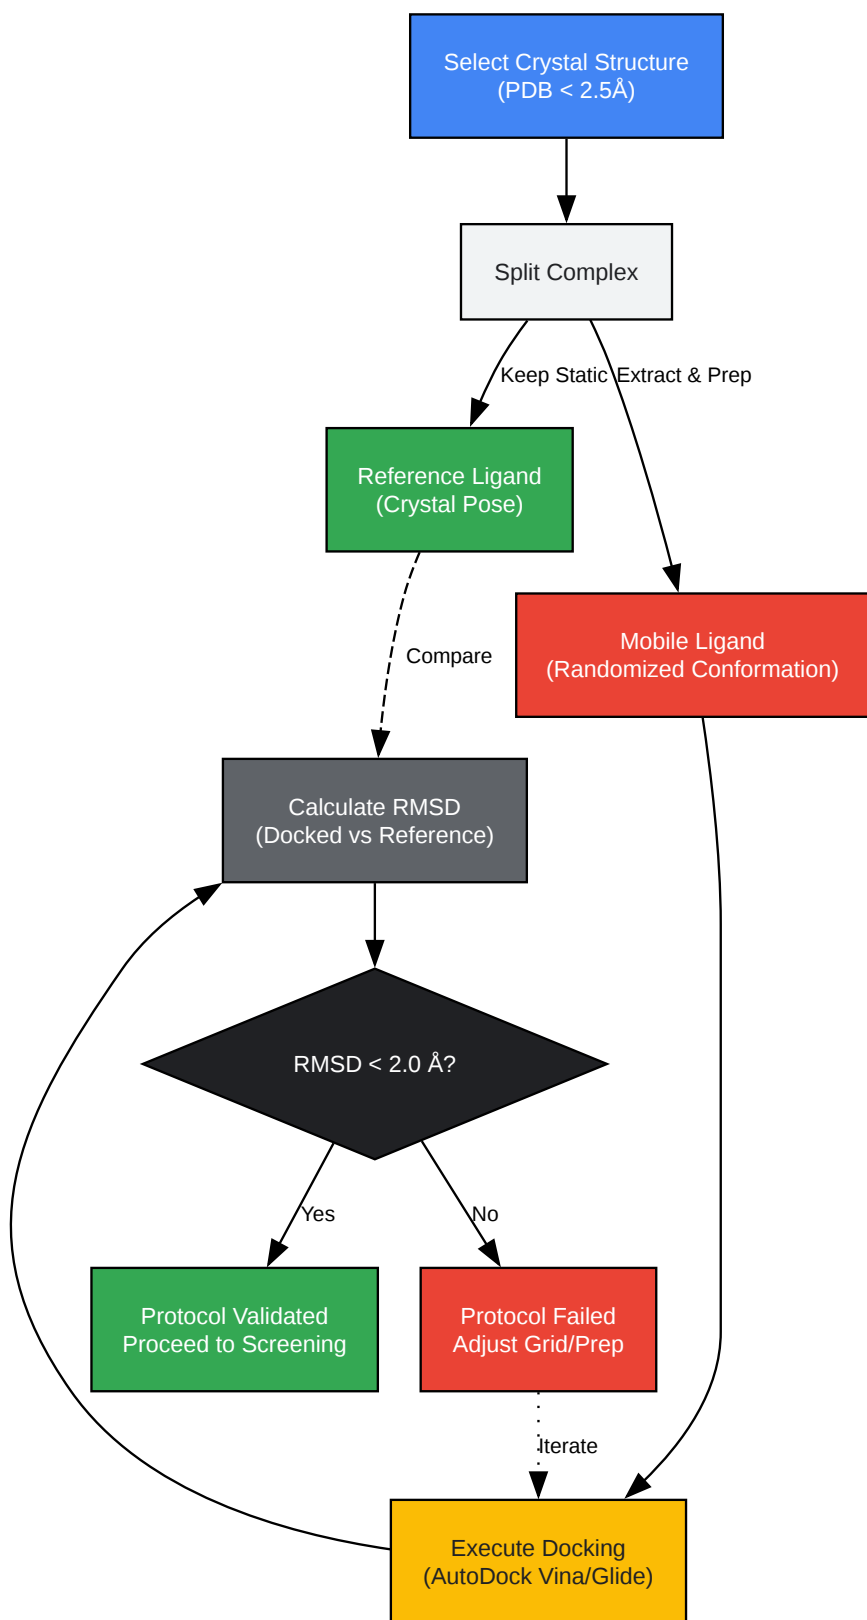 Select Crystal Structure
(PDB < 2.5Å)
Split Complex
Keep Static
Extract & Prep
Reference Ligand
(Crystal Pose)
Mobile Ligand
(Randomized Conformation)
Compare
Calculate RMSD
(Docked vs Reference)
RMSD < 2.0 Å?
Yes
No
Protocol Validated
Proceed to Screening
Protocol Failed
Adjust Grid/Prep
Iterate
Execute Docking
(AutoDock Vina/Glide)